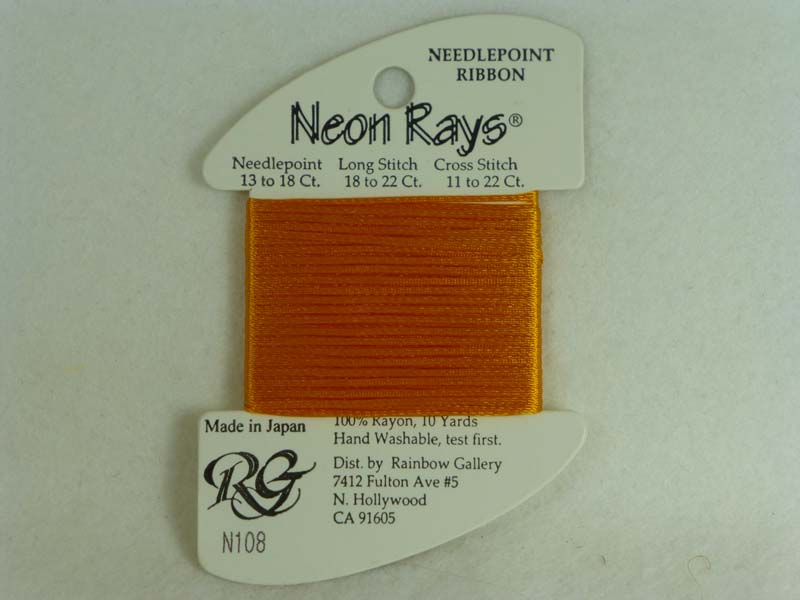 NEEDLEPOINT
RIBBON
Neon Rays®
Needlepoint Long Stitch Cross Stitch
13 to 18 Ct. 18 to 22 Ct. 11 to 22 Ct.
100% Rayon, 10 Yards
Made in Japan
Hand Washable, test first.
RG
Dist. by Rainbow Gallery
7412 Fulton Ave #5
N. Hollywood
CA 91605
N108